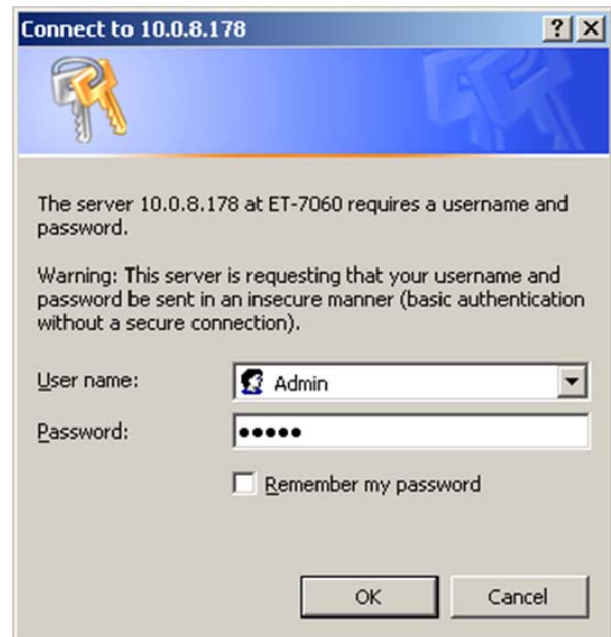 Connect to 10.0.8.178
The server 10.0.8.178 at ET-7060 requires a username and
password.
Warning: This server is requesting that your username and
password be sent in an insecure manner (basic authentication
without a secure connection).
User name:
Admin
Password:
•••••
Remember my password
OK
Cancel